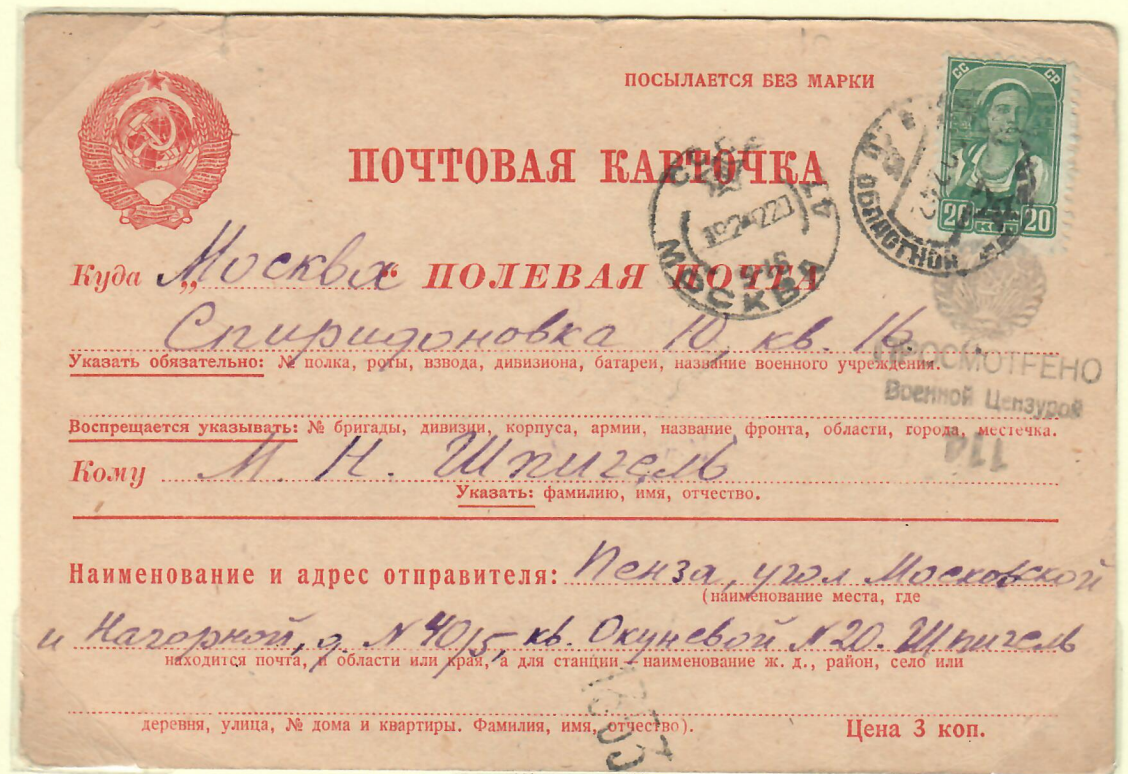 ПОСЫЛАЕТСЯ БЕЗ МАРКИ
СС СР
20 КОП 20
ПОЧТОВАЯ КАРТОЧКА
МОСКВА
ОБЛАСТНОЙ
Куда Москва „ПОЛЕВАЯ ПОЧТА
Спиридоновка 10, кв. 16.
Указать обязательно: № полка, роты, взвода, дивизиона, батареи, название военного учреждения.
ПРОСМОТРЕНО
Военной Цензурой
114
Воспрещается указывать: № бригады, дивизии, корпуса, армии, название фронта, области, города, местечка.
Кому М. Н. Шпигель
Указать: фамилию, имя, отчество.
Наименование и адрес отправителя: Пенза, угол Московской
(наименование места, где
и Нагорной, д. № 40/5, кв. Окуневой № 20. Шпигель
находится почта, и области или края, а для станции — наименование ж. д., район, село или
деревня, улица, № дома и квартиры. Фамилия, имя, отчество).
Цена 3 коп.